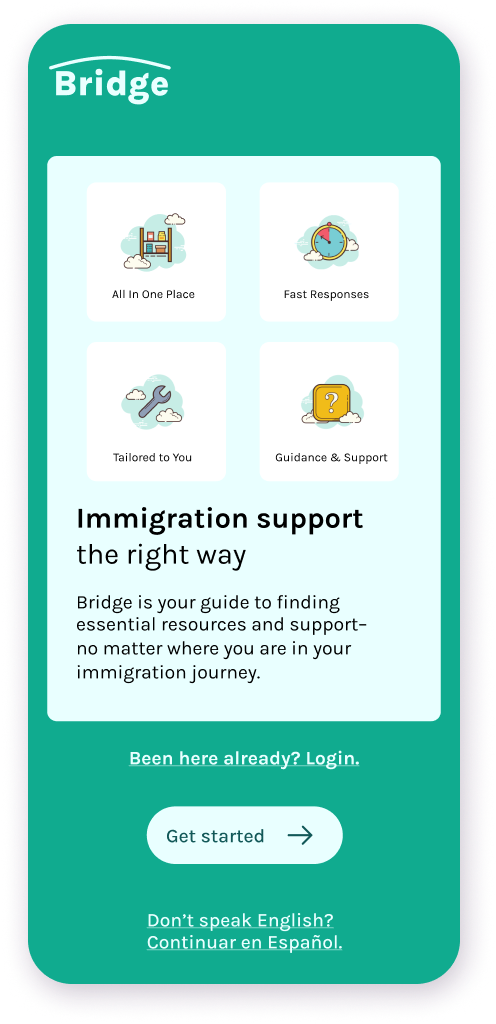 Bridge
All In One Place
Fast Responses
Tailored to You
?
Guidance & Support
Immigration support
the right way
Bridge is your guide to finding
essential resources and support–
no matter where you are in your
immigration journey.
Been here already? Login.
Get started
Don’t speak English?
Continuar en Español.